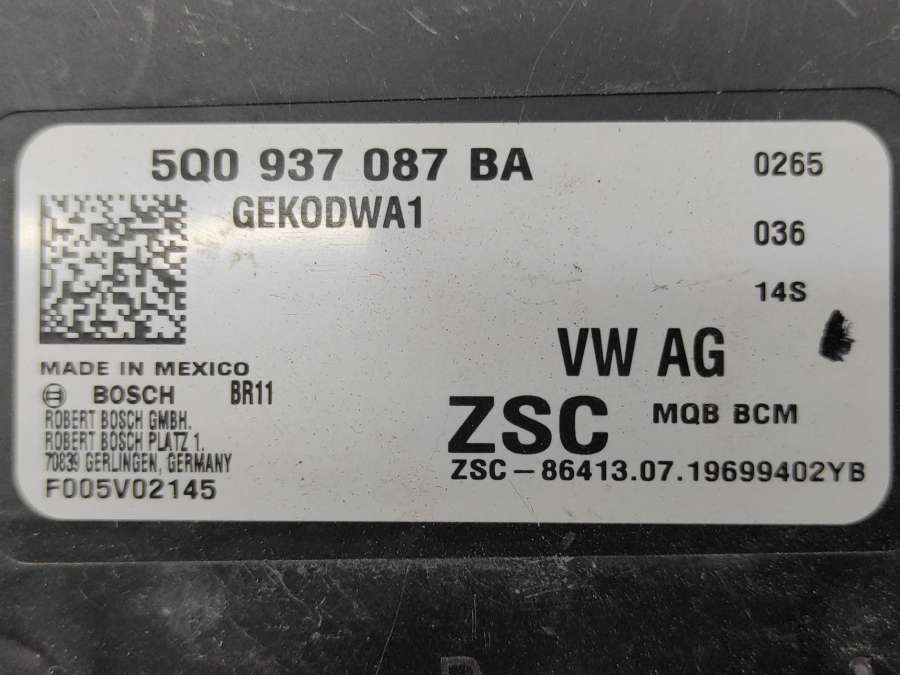 5Q0 937 087 BA 0265
GEKODWA1
036
14S
VW AG
MADE IN MEXICO
BOSCH BR11
ZSC MQB BCM
ROBERT BOSCH GMBH.
ROBERT BOSCH PLATZ 1.
70839 GERLINGEN, GERMANY
ZSC-86413.07.19699402YB
F005V02145